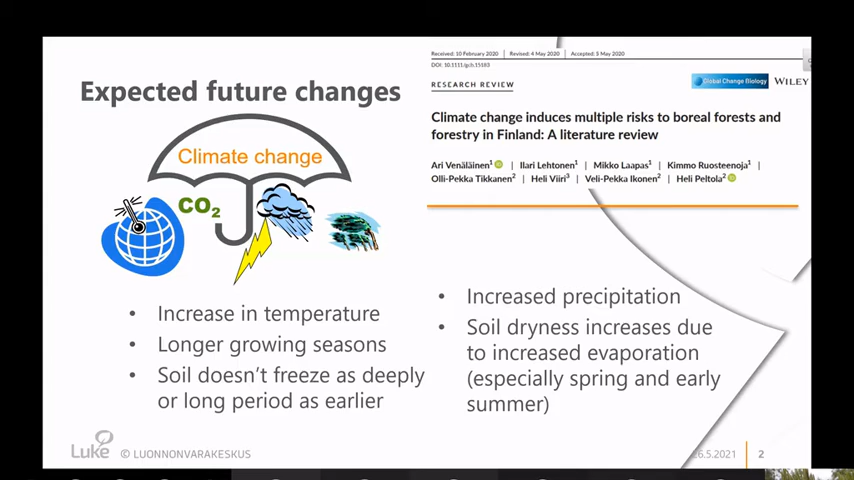 Expected future changes
Climate change
CO2
• Increase in temperature
• Longer growing seasons
• Soil doesn't freeze as deeply
or long period as earlier
Received: 10 February 2020 | Revised: 4 May 2020 | Accepted: 5 May 2020
RESEARCH REVIEW
Global Change Biology
WILEY
Climate change induces multiple risks to boreal forests and
forestry in Finland: A literature review
Ari Venäläinen1 | Ilari Lehtonen1 | Mikko Laapas1 | Kimmo Ruosteenoja1 |
Olli-Pekka Tikkanen2 | Heli Viiri3 | Veli-Pekka Ikonen2 | Heli Peltola2
• Increased precipitation
• Soil dryness increases due
to increased evaporation
(especially spring and early
summer)
Luke
© LUONNONVARAKESKUS
26.5.2021
2